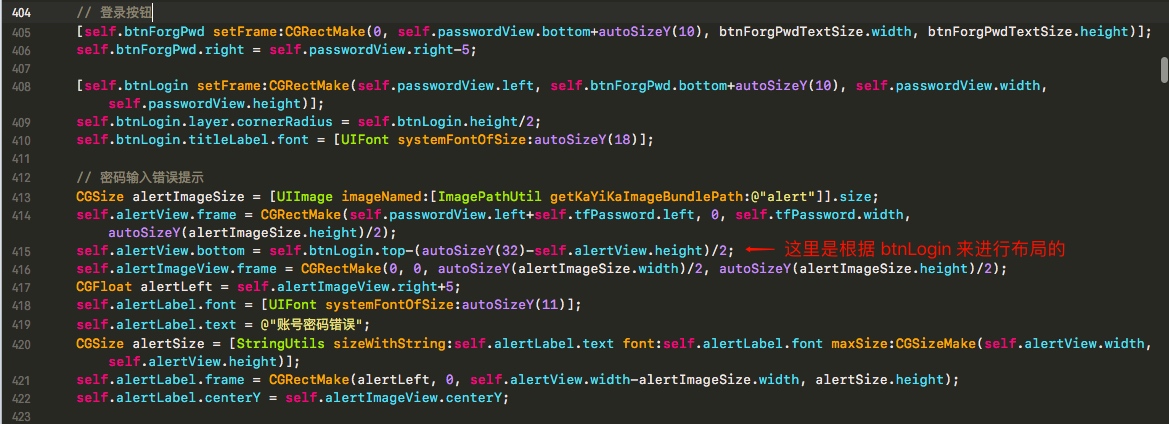 404 // 登录按钮
405 [self.btnForgPwd setFrame:CGRectMake(0, self.passwordView.bottom+autoSizeY(10), btnForgPwdTextSize.width, btnForgPwdTextSize.height)];
406 self.btnForgPwd.right = self.passwordView.right-5;
407
408 [self.btnLogin setFrame:CGRectMake(self.passwordView.left, self.btnForgPwd.bottom+autoSizeY(10), self.passwordView.width,
self.passwordView.height)];
409 self.btnLogin.layer.cornerRadius = self.btnLogin.height/2;
410 self.btnLogin.titleLabel.font = [UIFont systemFontOfSize:autoSizeY(18)];
411
412 // 密码输入错误提示
413 CGSize alertImageSize = [UIImage imageNamed:[ImagePathUtil getKaYiKaImageBundlePath:@"alert"]].size;
414 self.alertView.frame = CGRectMake(self.passwordView.left+self.tfPassword.left, 0, self.tfPassword.width,
autoSizeY(alertImageSize.height)/2);
415 self.alertView.bottom = self.btnLogin.top-(autoSizeY(32)-self.alertView.height)/2; 这里是根据 btnLogin 来进行布局的
416 self.alertImageView.frame = CGRectMake(0, 0, autoSizeY(alertImageSize.width)/2, autoSizeY(alertImageSize.height)/2);
417 CGFloat alertLeft = self.alertImageView.right+5;
418 self.alertLabel.font = [UIFont systemFontOfSize:autoSizeY(11)];
419 self.alertLabel.text = @"账号密码错误";
420 CGSize alertSize = [StringUtils sizeWithString:self.alertLabel.text font:self.alertLabel.font maxSize:CGSizeMake(self.alertView.width,
self.alertView.height)];
421 self.alertLabel.frame = CGRectMake(alertLeft, 0, self.alertView.width-alertImageSize.width, alertSize.height);
422 self.alertLabel.centerY = self.alertImageView.centerY;
423